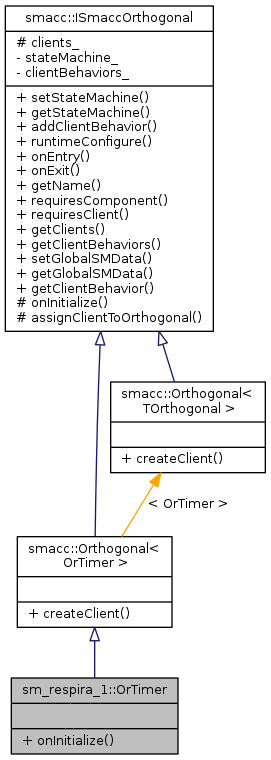 smacc::ISmaccOrthogonal
# clients_
- stateMachine_
- clientBehaviors_
+ setStateMachine()
+ getStateMachine()
+ addClientBehavior()
+ runtimeConfigure()
+ onEntry()
+ onExit()
+ getName()
+ requiresComponent()
+ requiresClient()
+ getClients()
+ getClientBehaviors()
+ setGlobalSMData()
+ getGlobalSMData()
+ getClientBehavior()
# onInitialize()
# assignClientToOrthogonal()
smacc::Orthogonal<
TOrthogonal >
+ createClient()
< OrTimer >
smacc::Orthogonal<
OrTimer >
+ createClient()
sm_respira_1::OrTimer
+ onInitialize()